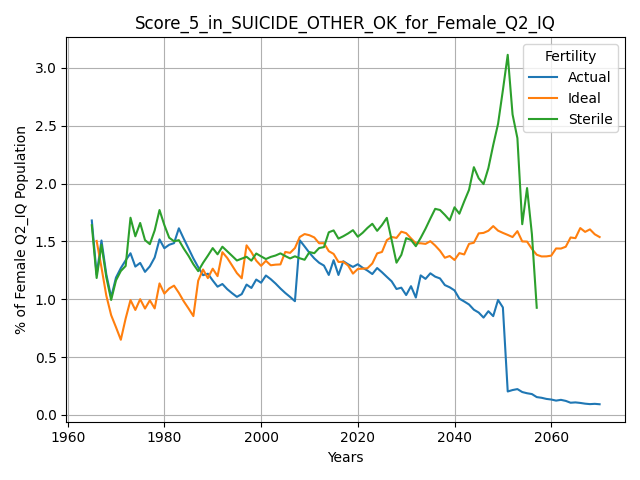 Score_5_in_SUICIDE_OTHER_OK_for_Female_Q2_IQ
Fertility
Actual
Ideal
Sterile
% of Female Q2_IQ Population
3.0
2.5
2.0
1.5
1.0
0.5
0.0
1960
1980
2000
2020
2040
2060
Years